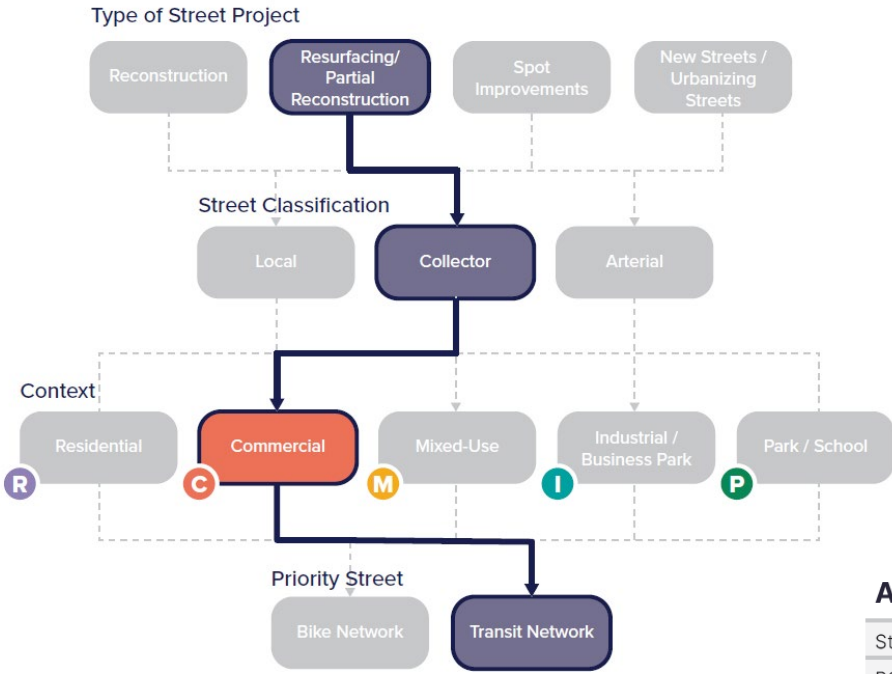 Type of Street Project
Reconstruction
Resurfacing/
Partial
Reconstruction
Spot
Improvements
New Streets /
Urbanizing
Streets
Street Classification
Local
Collector
Arterial
Context
Residential
Commercial
Mixed-Use
Industrial /
Business Park
Park / School
R
C
M
I
P
Priority Street
Bike Network
Transit Network
A
St